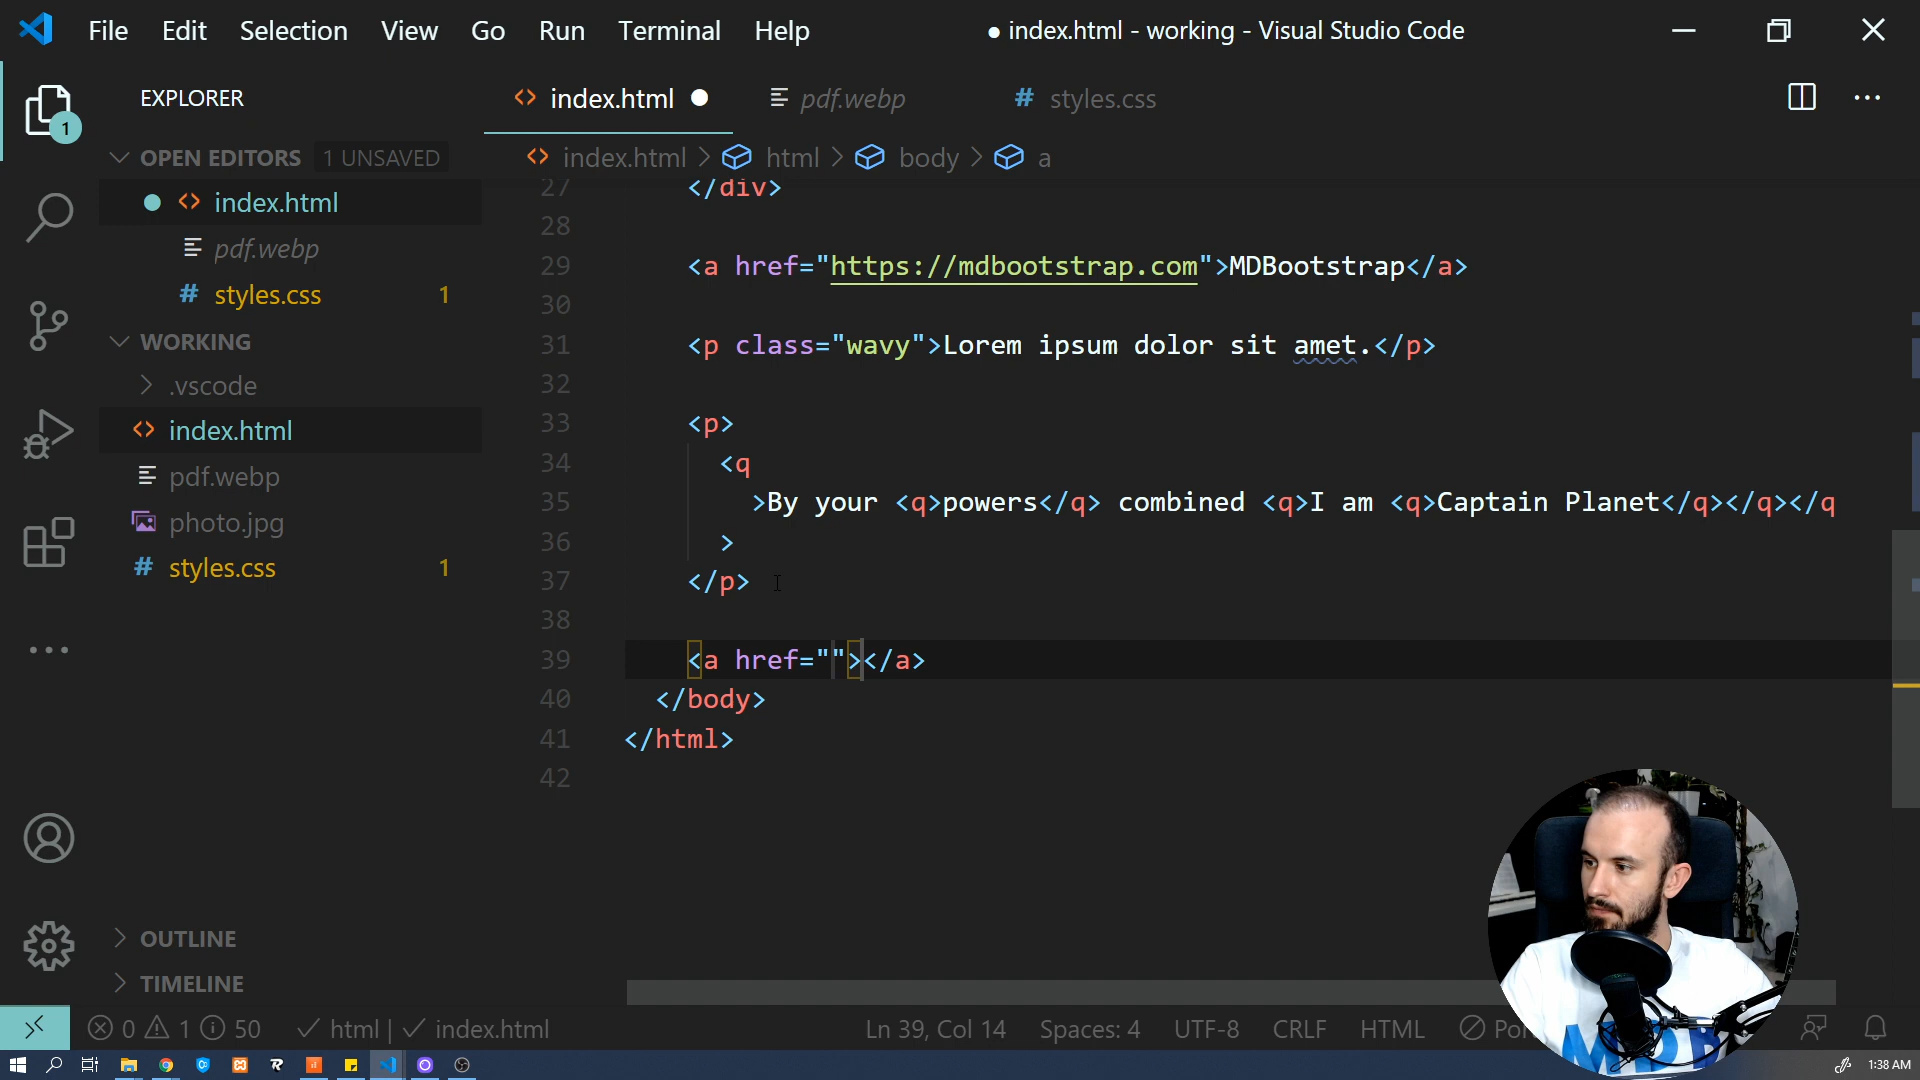 File Edit Selection View Go Run Terminal Help
● index.html - working - Visual Studio Code
EXPLORER
index.html
pdf.webp
# styles.css
1
OPEN EDITORS 1 UNSAVED
index.html
pdf.webp
# styles.css 1
WORKING
.vscode
index.html
pdf.webp
photo.jpg
# styles.css 1
OUTLINE
TIMELINE
index.html > html > body > a
27 </div>
28
29 <a href="https://mdbootstrap.com">MDBootstrap</a>
30
31 <p class="wavy">Lorem ipsum dolor sit amet.</p>
32
33 <p>
34 <q
35 >By your <q>powers</q> combined <q>I am <q>Captain Planet</q></q></q
36 >
37 </p>
38
39 <a href=""></a>
40 </body>
41 </html>
42
0 1 50 html | index.html
Ln 39, Col 14 Spaces: 4 UTF-8 CRLF HTML
1:38 AM